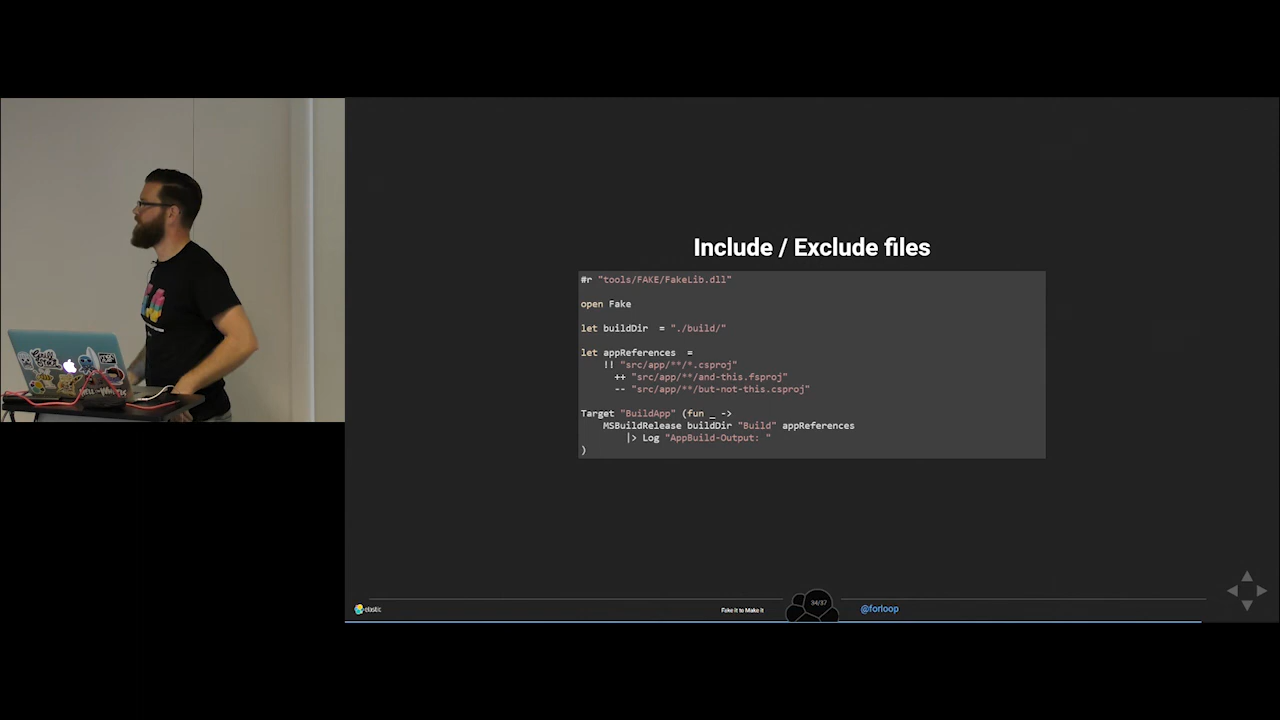 Include / Exclude files
#r "tools/FAKE/FakeLib.dll"
open Fake
let buildDir  = "./build/"
let appReferences  =
    !! "src/app/**/*.csproj"
      ++ "src/app/**/and-this.fsproj"
      -- "src/app/**/but-not-this.csproj"
Target "BuildApp" (fun _ ->
    MSBuildRelease buildDir "Build" appReferences
        |> Log "AppBuild-Output: "
)
elastic
Fake it to Make it
34/37
@forloop